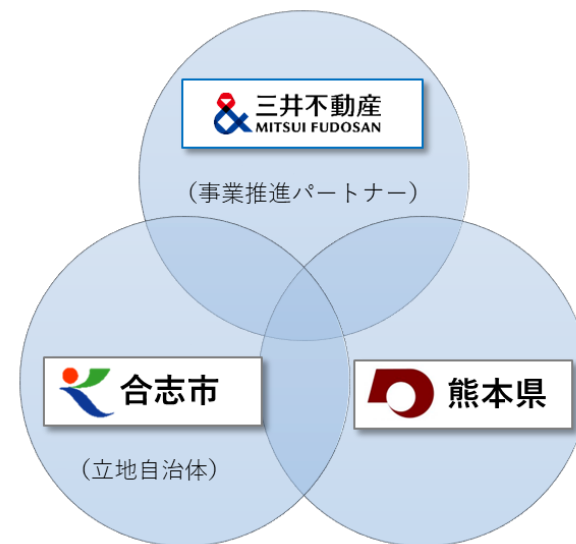 三井不動産
MITSUI FUDOSAN
（事業推進パートナー）
合志市
熊本県
（立地自治体）